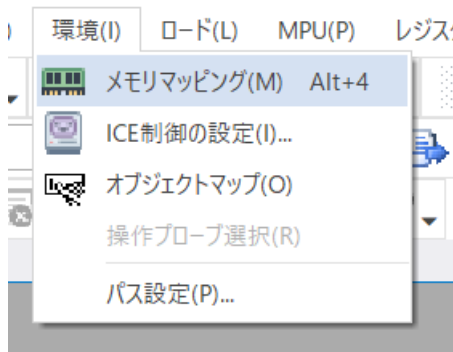 環境(I) ロード(L) MPU(P) レジスタ
メモリマッピング(M) Alt+4
ICE制御の設定(I)...
オブジェクトマップ(O)
操作プローブ選択(R)
パス設定(P)...